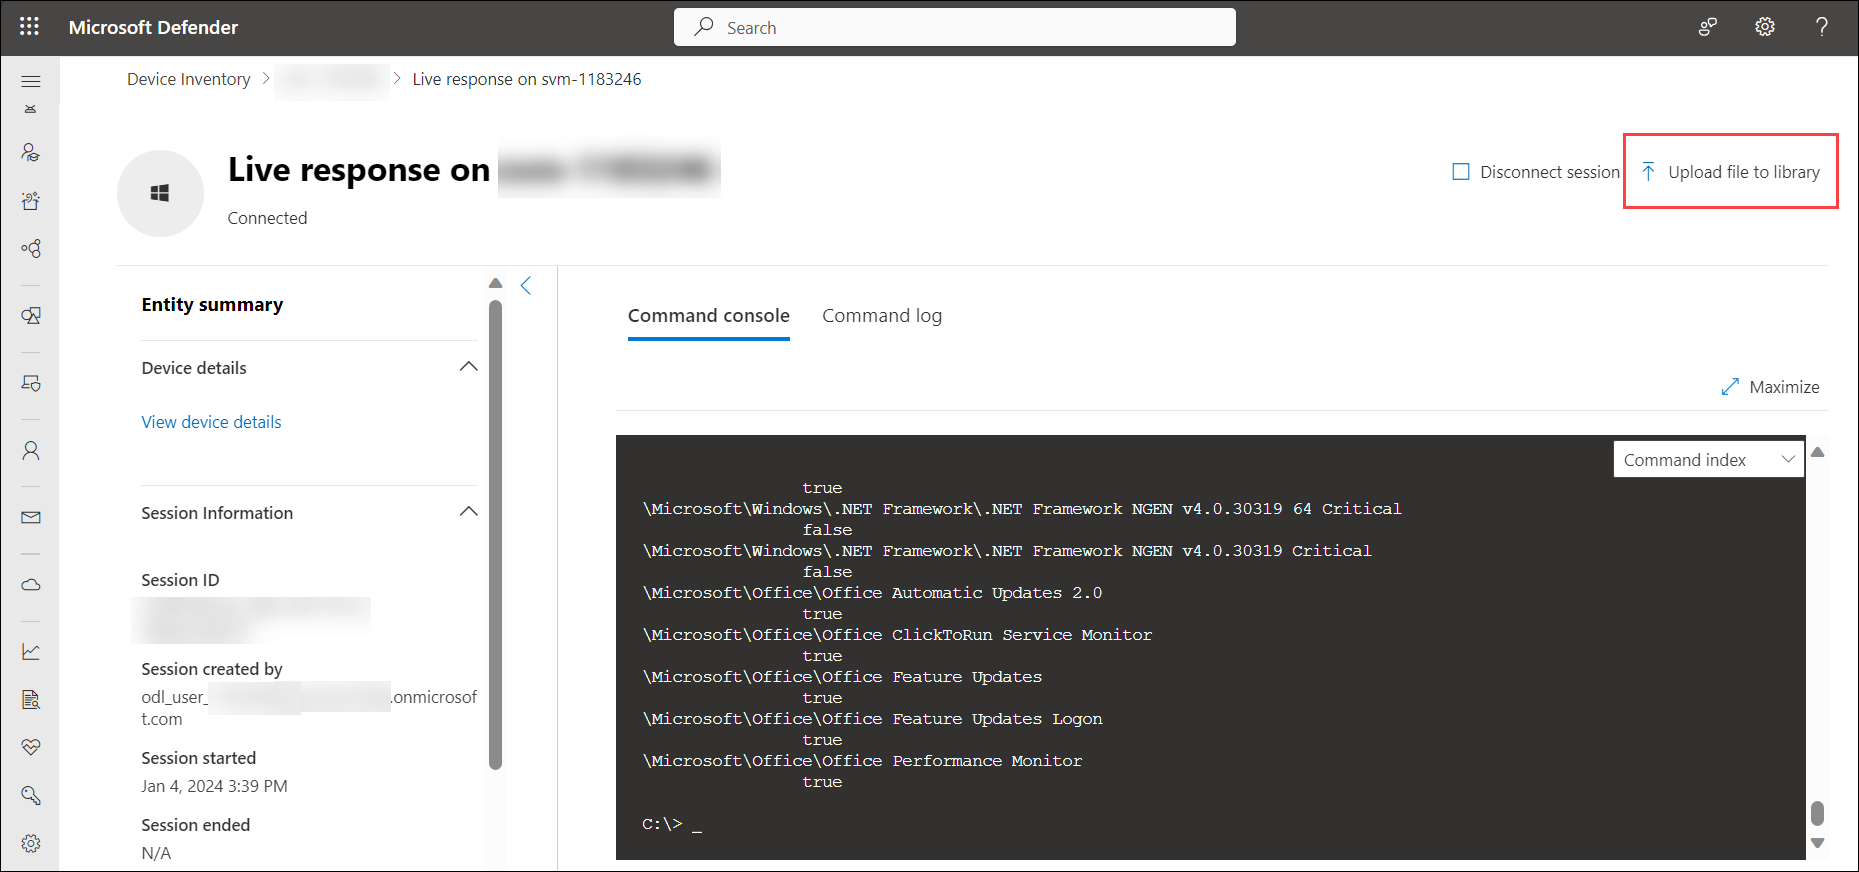 Microsoft Defender
Search
Device Inventory > > Live response on svm-1183246
Live response on
Connected
Disconnect session
Upload file to library
Entity summary
Device details
View device details
Session Information
Session ID
Session created by
odl_user_ .onmicrosof
t.com
Session started
Jan 4, 2024 3:39 PM
Session ended
N/A
Command console
Command log
Maximize
Command index
true
\Microsoft\Windows\.NET Framework\.NET Framework NGEN v4.0.30319 64 Critical
false
\Microsoft\Windows\.NET Framework\.NET Framework NGEN v4.0.30319 Critical
false
\Microsoft\Office\Office Automatic Updates 2.0
true
\Microsoft\Office\Office ClickToRun Service Monitor
true
\Microsoft\Office\Office Feature Updates
true
\Microsoft\Office\Office Feature Updates Logon
true
\Microsoft\Office\Office Performance Monitor
true
C:\> _